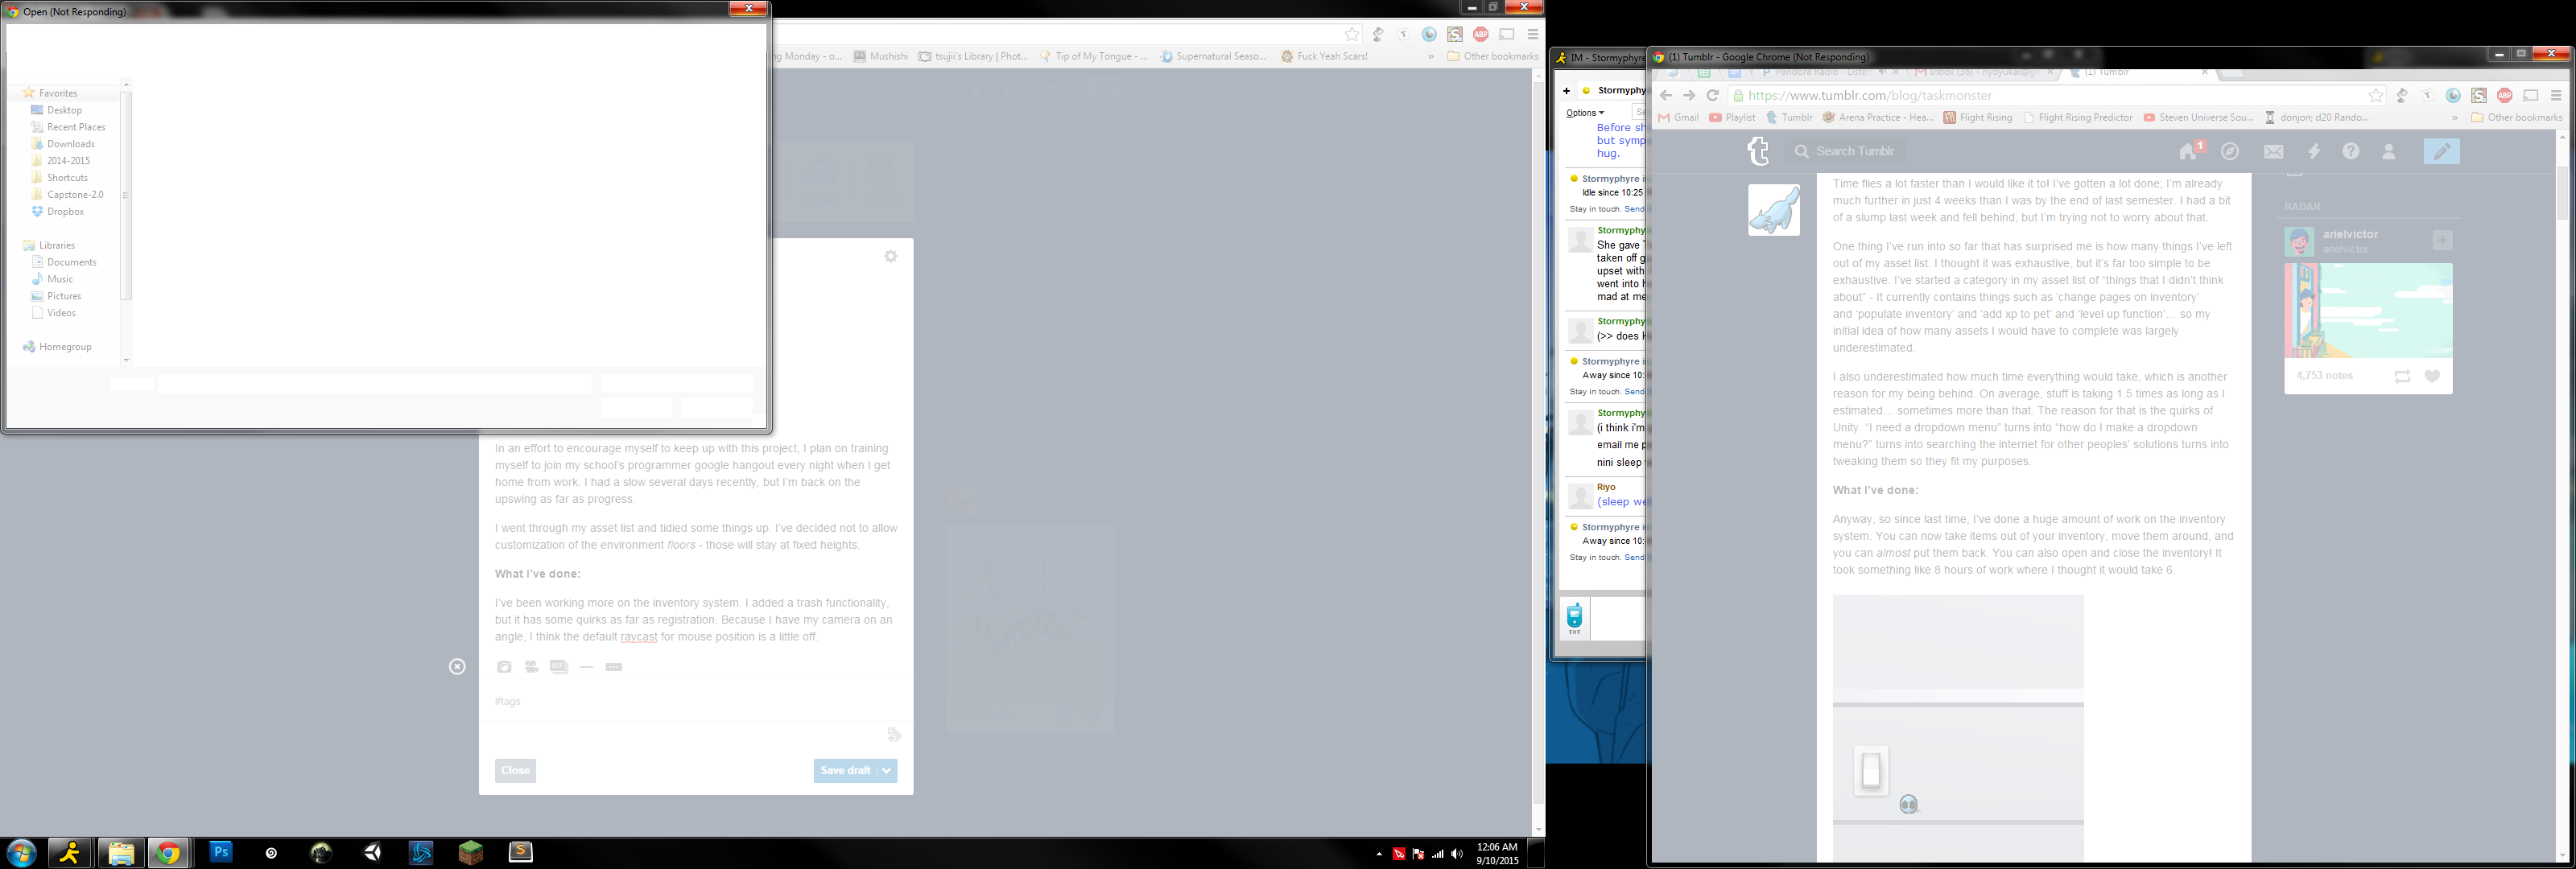 Open (Not Responding)
Favorites
Desktop
Recent Places
Downloads
2014-2015
Shortcuts
Capstone-2.0
Dropbox
Libraries
Documents
Music
Pictures
Videos
Homegroup
ng Monday - o...
Mushishi
tsujii's Library | Phot...
Tip of My Tongue - ...
Supernatural Seaso...
Fuck Yeah Scars!
»
Other bookmarks
In an effort to encourage myself to keep up with this project, I plan on training
myself to join my school's programmer google hangout every night when I get
home from work. I had a slow several days recently, but I'm back on the
upswing as far as progress.
I went through my asset list and tidied some things up. I've decided not to allow
customization of the environment floors - those will stay at fixed heights.
What i've done:
I've been working more on the inventory system. I added a trash functionality,
but it has some quirks as far as registration. Because I have my camera on an
angle, I think the default raycast for mouse position is a little off.
GIF
#tags
Close
Save draft
Ps
S
12:06 AM
9/10/2015
IM - Stormyphyre
Stormyphyre
Options
Before sh
but symp
hug.
Stormyphyre i
Idle since 10:25
Stay in touch. Send
Stormyphy
She gave T
taken off g
upset with
went into h
mad at me
Stormyphy
(>> does
Stormyphyre i
Away since 10:
Stay in touch. Send
Stormyphy
(i think i'm
email me p
nini sleep
Riyo
(sleep we
Stormyphyre i
Away since 10:
Stay in touch. Send
TXT
(1) Tumblr - Google Chrome (Not Responding)
Pandora Radio - Listen
(1) Tumblr
https://www.tumblr.com/blog/taskmonster
ABP
Gmail
Playlist
Tumblr
Arena Practice - Hea...
Flight Rising
Flight Rising Predictor
Steven Universe Sou...
donjon; d20 Rando...
»
Other bookmarks
t
Search Tumblr
1
Time flies a lot faster than I would like it to! I've gotten a lot done; I'm already
much further in just 4 weeks than I was by the end of last semester. I had a bit
of a slump last week and fell behind, but I'm trying not to worry about that.
One thing I've run into so far that has surprised me is how many things I've left
out of my asset list. I thought it was exhaustive, but it's far too simple to be
exhaustive. I've started a category in my asset list of "things that I didn't think
about" - It currently contains things such as 'change pages on inventory'
and 'populate inventory' and 'add xp to pet' and 'level up function'... so my
initial idea of how many assets I would have to complete was largely
underestimated.
I also underestimated how much time everything would take, which is another
reason for my being behind. On average, stuff is taking 1.5 times as long as I
estimated... sometimes more than that. The reason for that is the quirks of
Unity. "I need a dropdown menu" turns into "how do I make a dropdown
menu?" turns into searching the internet for other peoples' solutions turns into
tweaking them so they fit my purposes.
What i've done:
Anyway, so since last time, I've done a huge amount of work on the inventory
system. You can now take items out of your inventory, move them around, and
you can almost put them back. You can also open and close the inventory! It
took something like 8 hours of work where I thought it would take 6.
RADAR
arielvictor
arielvictor
4,753 notes